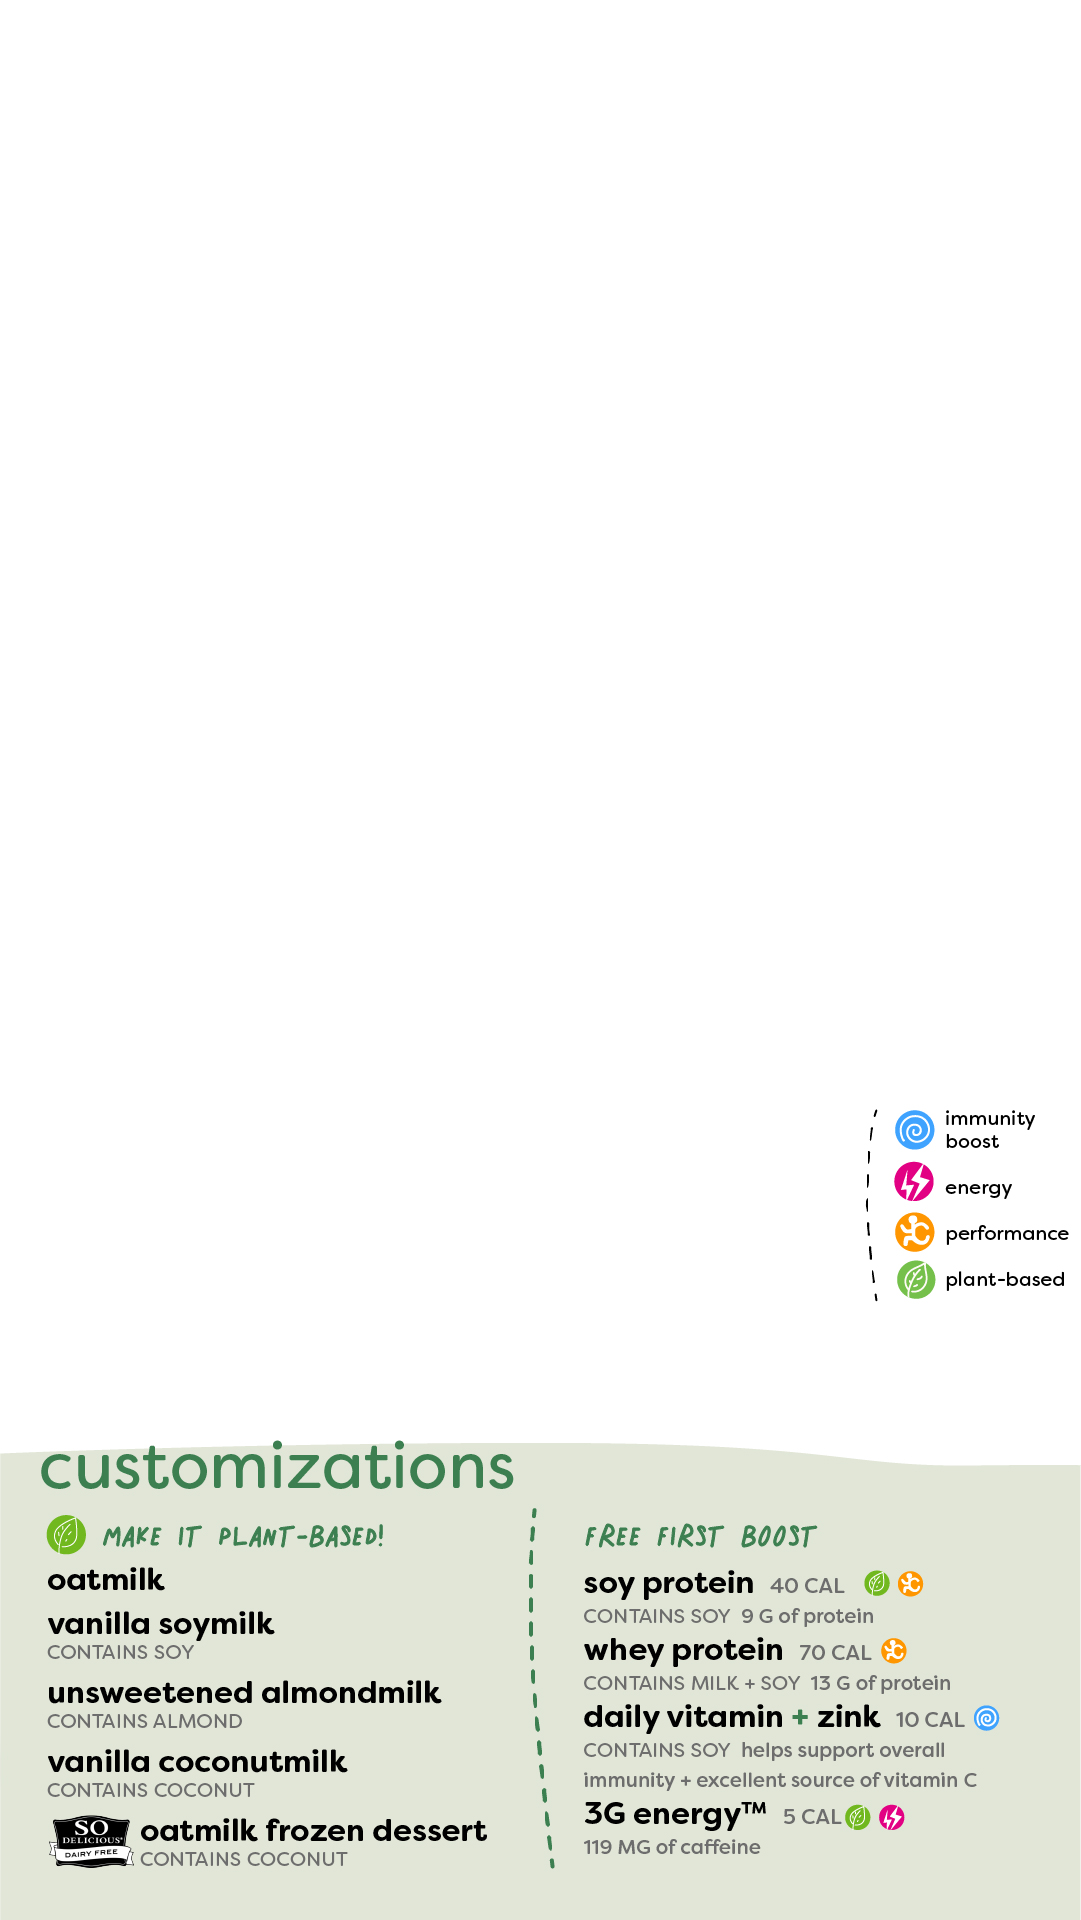 immunity
boost
energy
performance
plant-based
customizations
MAKE IT PLANT-BASED!
oatmilk
vanilla soymilk
CONTAINS SOY
unsweetened almondmilk
CONTAINS ALMOND
vanilla coconutmilk
CONTAINS COCONUT
SO
DELICIOUS®
DAIRY FREE
oatmilk frozen dessert
CONTAINS COCONUT
FREE FIRST BOOST
soy protein 40 CAL
CONTAINS SOY 9 G of protein
whey protein 70 CAL
CONTAINS MILK + SOY 13 G of protein
daily vitamin + zink 10 CAL
CONTAINS SOY helps support overall
immunity + excellent source of vitamin C
3G energy™ 5 CAL
119 MG of caffeine